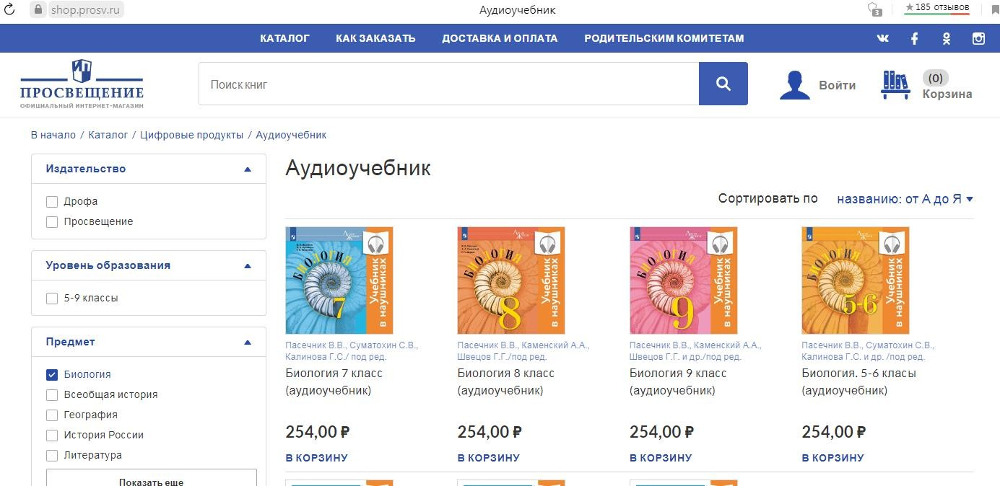 shop.prosv.ru
Аудиоучебник
3
★185 отзывов
КАТАЛОГ
КАК ЗАКАЗАТЬ
ДОСТАВКА И ОПЛАТА
РОДИТЕЛЬСКИМ КОМИТЕТАМ
ПРОСВЕЩЕНИЕ
ОФИЦИАЛЬНЫЙ ИНТЕРНЕТ-МАГАЗИН
Поиск книг
Войти
(0)
Корзина
В начало / Каталог / Цифровые продукты / Аудиоучебник
Издательство
Дрофа
Просвещение
Уровень образования
5-9 классы
Предмет
Биология
Всеобщая история
География
История России
Литература
Показать еще
Аудиоучебник
Сортировать по
названию: от А до Я
БИОЛОГИЯ
7
Учебник
в наушниках
Пасечник В.В., Суматохин С.В.,
Калинова Г.С./ под ред.
Биология 7 класс
(аудиоучебник)
254,00 ₽
В КОРЗИНУ
БИОЛОГИЯ
8
Учебник
в наушниках
Пасечник В.В., Каменский А.А.,
Швецов Г.Г./под ред.
Биология 8 класс
(аудиоучебник)
254,00 ₽
В КОРЗИНУ
БИОЛОГИЯ
9
Учебник
в наушниках
Пасечник В.В., Каменский А.А.,
Швецов Г.Г. и др./под ред.
Биология 9 класс
(аудиоучебник)
254,00 ₽
В КОРЗИНУ
БИОЛОГИЯ
5-6
Учебник
в наушниках
Пасечник В.В., Суматохин С.В.,
Калинова Г.С. и др. /под ред.
Биология. 5-6 класы
(аудиоучебник)
254,00 ₽
В КОРЗИНУ